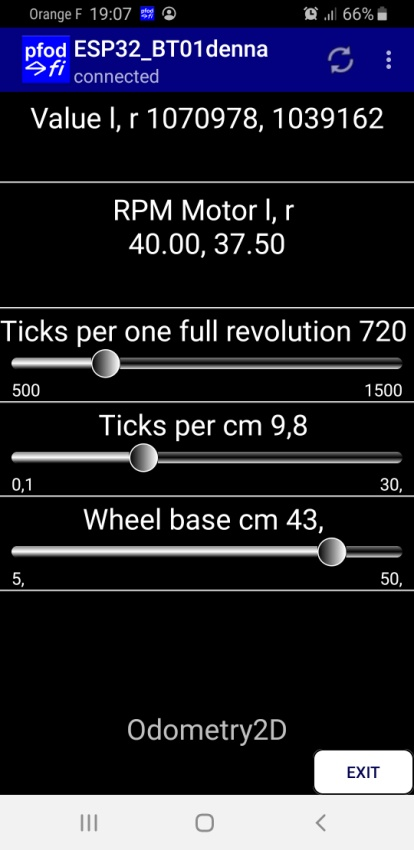 Orange F 19:07 66%
pfod ESP32_BT01denna
fi connected
Value l, r 1070978, 1039162
RPM Motor l, r
40.00, 37.50
Ticks per one full revolution 720
500 1500
Ticks per cm 9,8
0,1 30,
Wheel base cm 43,
5, 50,
Odometry2D
EXIT